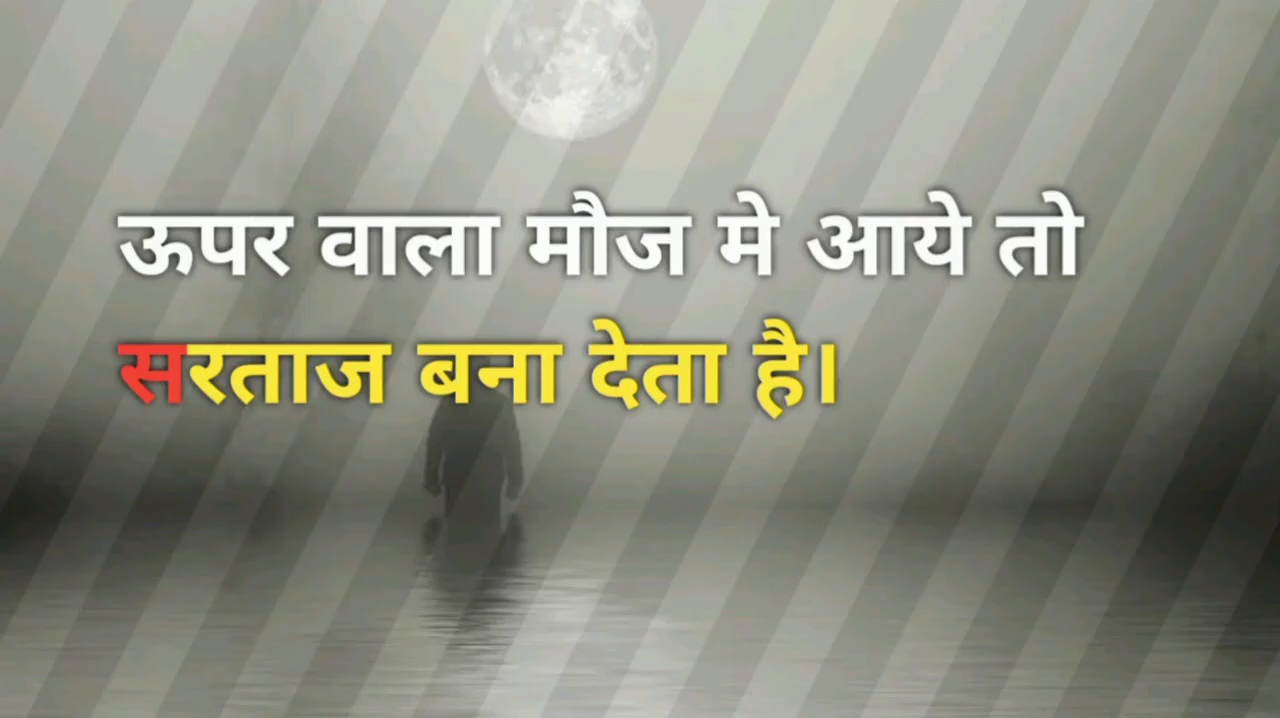 ऊपर वाला मौज मे आये तो
सरताज बना देता है।